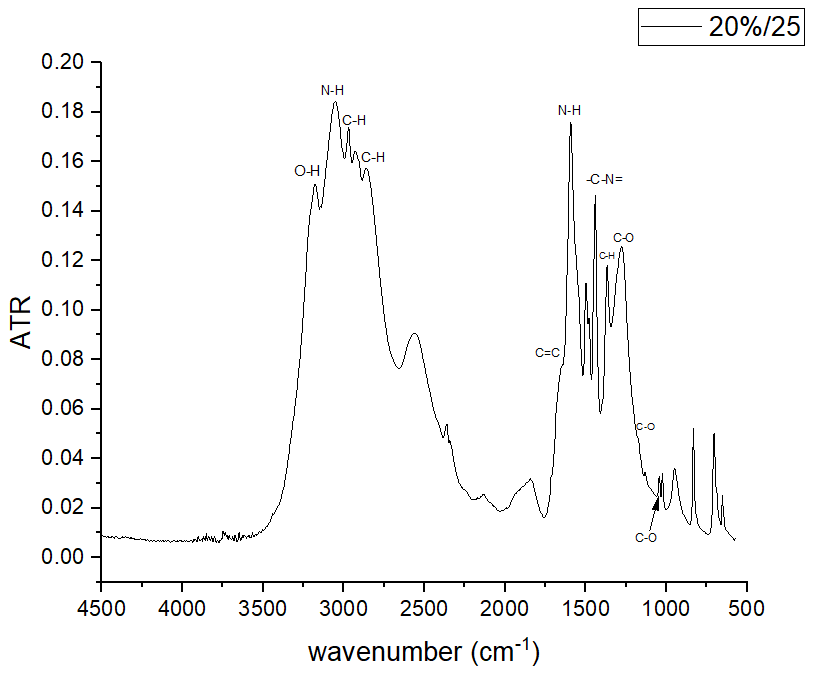 20%/25
0.20
N-H
0.18
N-H
C-H
0.16
C-H
O-H
-C-N=
0.14
C-O
0.12
C-H
ATR
0.10
0.08
C=C
0.06
C-O
0.04
0.02
C-O
0.00
4500 4000 3500 3000 2500 2000 1500 1000 500
wavenumber (cm-1)